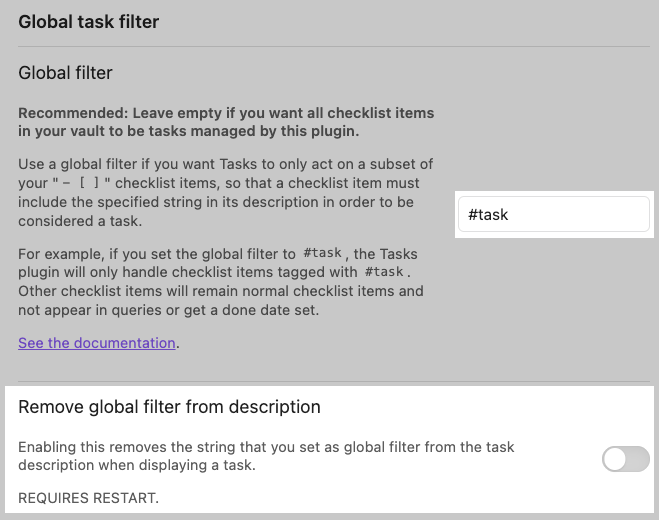 Global task filter
Global filter
Recommended: Leave empty if you want all checklist items
in your vault to be tasks managed by this plugin.
Use a global filter if you want Tasks to only act on a subset of
your "- [ ]" checklist items, so that a checklist item must
include the specified string in its description in order to be
considered a task.
#task
For example, if you set the global filter to #task, the Tasks
plugin will only handle checklist items tagged with #task.
Other checklist items will remain normal checklist items and
not appear in queries or get a done date set.
See the documentation.
Remove global filter from description
Enabling this removes the string that you set as global filter from the task
description when displaying a task.
REQUIRES RESTART.